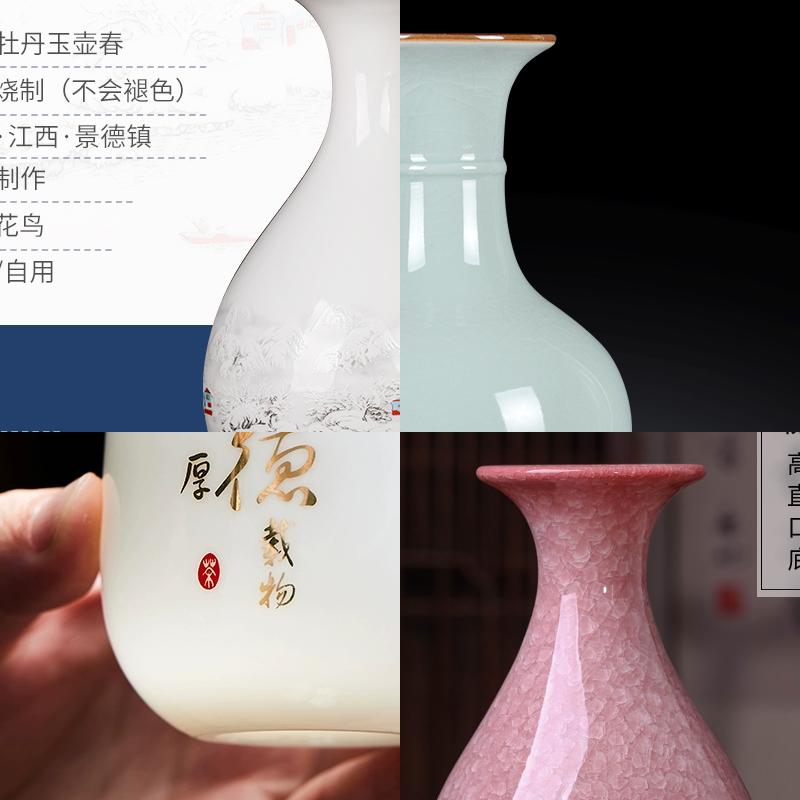 牡丹玉壶春
烧制（不会褪色）
·江西·景德镇
制作
花鸟
/自用
厚德
载物
茶
高
直
口
底